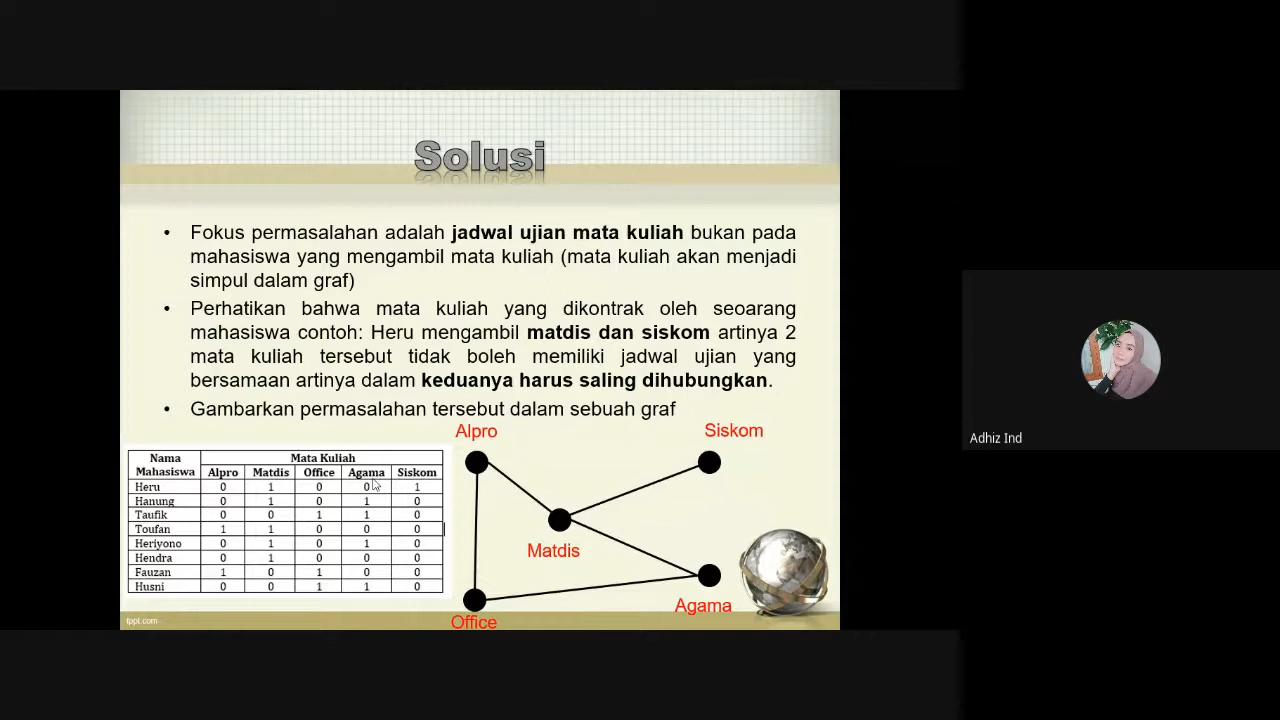 Solusi
• Fokus permasalahan adalah jadwal ujian mata kuliah bukan pada
mahasiswa yang mengambil mata kuliah (mata kuliah akan menjadi
simpul dalam graf)
• Perhatikan bahwa mata kuliah yang dikontrak oleh seoarang
mahasiswa contoh: Heru mengambil matdis dan siskom artinya 2
mata kuliah tersebut tidak boleh memiliki jadwal ujian yang
bersamaan artinya dalam keduanya harus saling dihubungkan.
• Gambarkan permasalahan tersebut dalam sebuah graf
Nama Mata Kuliah
Mahasiswa Alpro Matdis Office Agama Siskom
Heru 0 1 0 0 1
Hanung 0 1 0 1 0
Taufik 0 0 1 1 0
Toufan 1 1 0 0 0
Heriyono 0 1 0 1 0
Hendra 0 1 0 0 0
Fauzan 1 0 1 0 0
Husni 0 0 1 1 0
Alpro
Siskom
Matdis
Agama
Office
fppt.com
Adhiz Ind